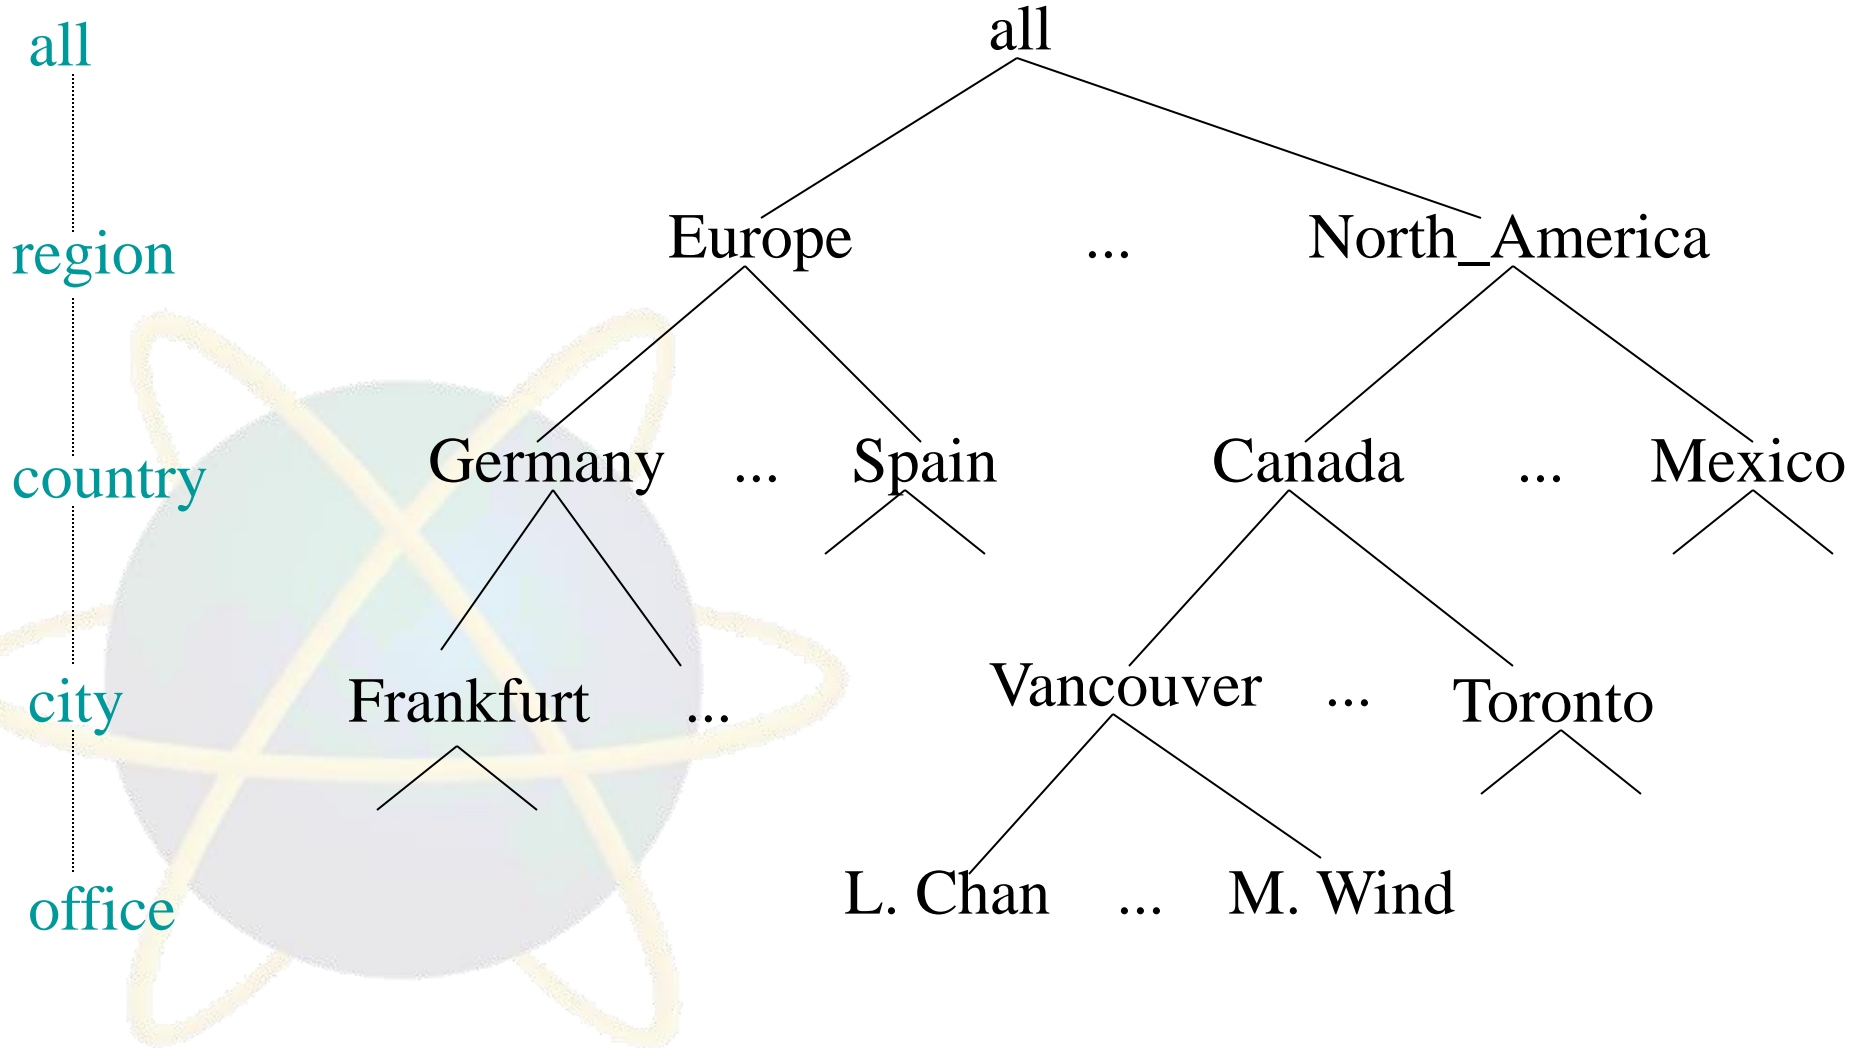 all
all
region
Europe ... North_America
country
Germany ... Spain Canada ... Mexico
city
Frankfurt ... Vancouver ... Toronto
office
L. Chan ... M. Wind